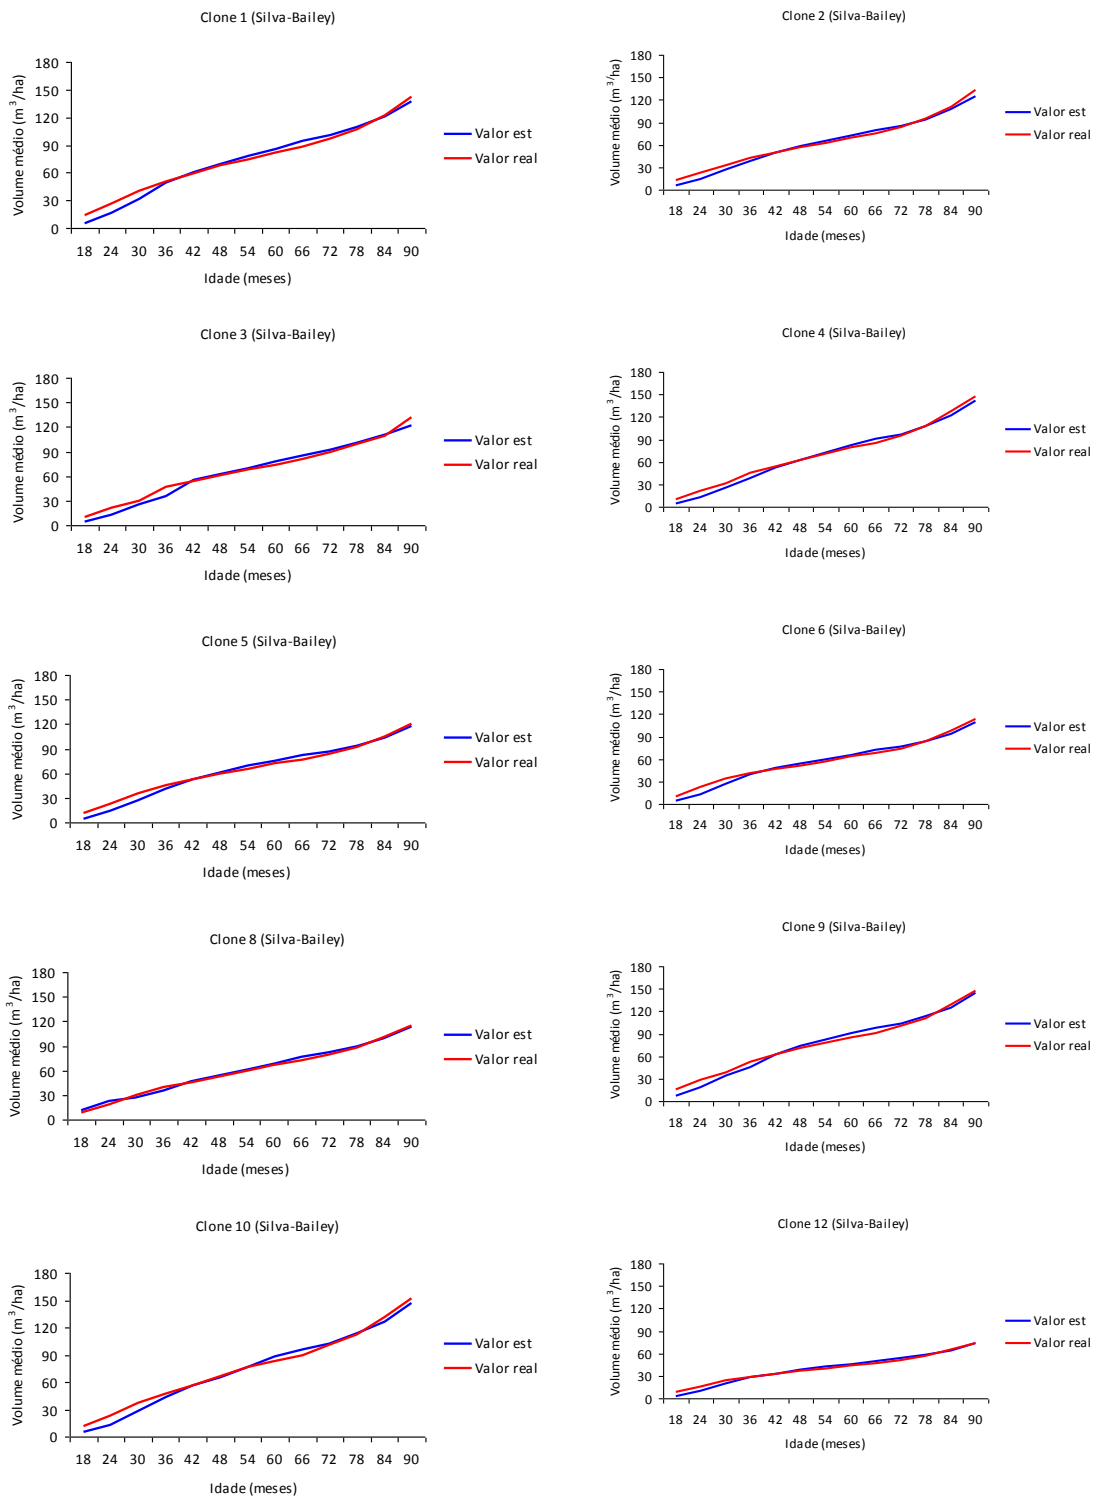 Clone 1 (Silva-Bailey)
Volume médio (m³/ha)
180
150
120
90
60
30
0
18 24 30 36 42 48 54 60 66 72 78 84 90
Idade (meses)
Valor est
Valor real
Clone 2 (Silva-Bailey)
Volume médio (m³/ha)
180
150
120
90
60
30
0
18 24 30 36 42 48 54 60 66 72 78 84 90
Idade (meses)
Valor est
Valor real
Clone 3 (Silva-Bailey)
Volume médio (m³/ha)
180
150
120
90
60
30
0
18 24 30 36 42 48 54 60 66 72 78 84 90
Idade (meses)
Valor est
Valor real
Clone 4 (Silva-Bailey)
Volume médio (m³/ha)
180
150
120
90
60
30
0
18 24 30 36 42 48 54 60 66 72 78 84 90
Idade (meses)
Valor est
Valor real
Clone 5 (Silva-Bailey)
Volume médio (m³/ha)
180
150
120
90
60
30
0
18 24 30 36 42 48 54 60 66 72 78 84 90
Idade (meses)
Valor est
Valor real
Clone 6 (Silva-Bailey)
Volume médio (m³/ha)
180
150
120
90
60
30
0
18 24 30 36 42 48 54 60 66 72 78 84 90
Idade (meses)
Valor est
Valor real
Clone 8 (Silva-Bailey)
Volume médio (m³/ha)
180
150
120
90
60
30
0
18 24 30 36 42 48 54 60 66 72 78 84 90
Idade (meses)
Valor est
Valor real
Clone 9 (Silva-Bailey)
Volume médio (m³/ha)
180
150
120
90
60
30
0
18 24 30 36 42 48 54 60 66 72 78 84 90
Idade (meses)
Valor est
Valor real
Clone 10 (Silva-Bailey)
Volume médio (m³/ha)
180
150
120
90
60
30
0
18 24 30 36 42 48 54 60 66 72 78 84 90
Idade (meses)
Valor est
Valor real
Clone 12 (Silva-Bailey)
Volume médio (m³/ha)
180
150
120
90
60
30
0
18 24 30 36 42 48 54 60 66 72 78 84 90
Idade (meses)
Valor est
Valor real